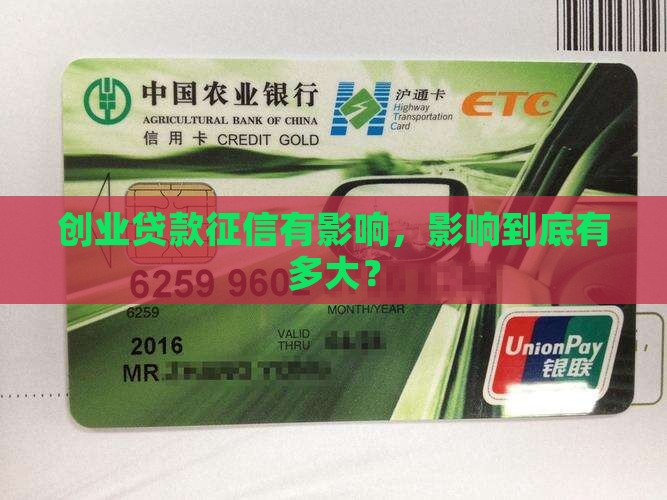 中国农业银行
AGRICULTURAL BANK OF CHINA
信用卡 CREDIT GOLD
沪通卡
Highway
Transportation
Card
ETC
创业贷款征信有影响，影响到底有
多大？
6259 960
6259
MONTH/YEAR
2016
VALID
THRU
MR.
UnionPay
银联